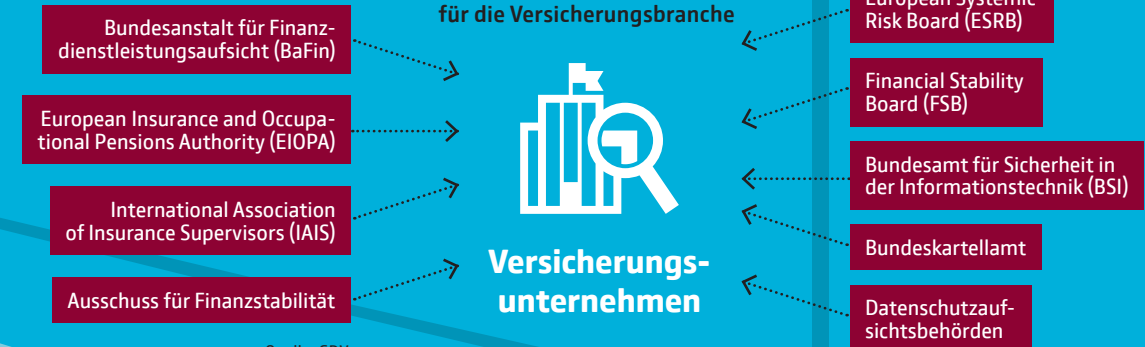 für die Versicherungsbranche
Bundesanstalt für Finanz-
dienstleistungsaufsicht (BaFin)
European Insurance and Occupa-
tional Pensions Authority (EIOPA)
International Association
of Insurance Supervisors (IAIS)
Ausschuss für Finanzstabilität
Versicherungs-
unternehmen
European Systemic
Risk Board (ESRB)
Financial Stability
Board (FSB)
Bundesamt für Sicherheit in
der Informationstechnik (BSI)
Bundeskartellamt
Datenschutzauf-
sichtsbehörden